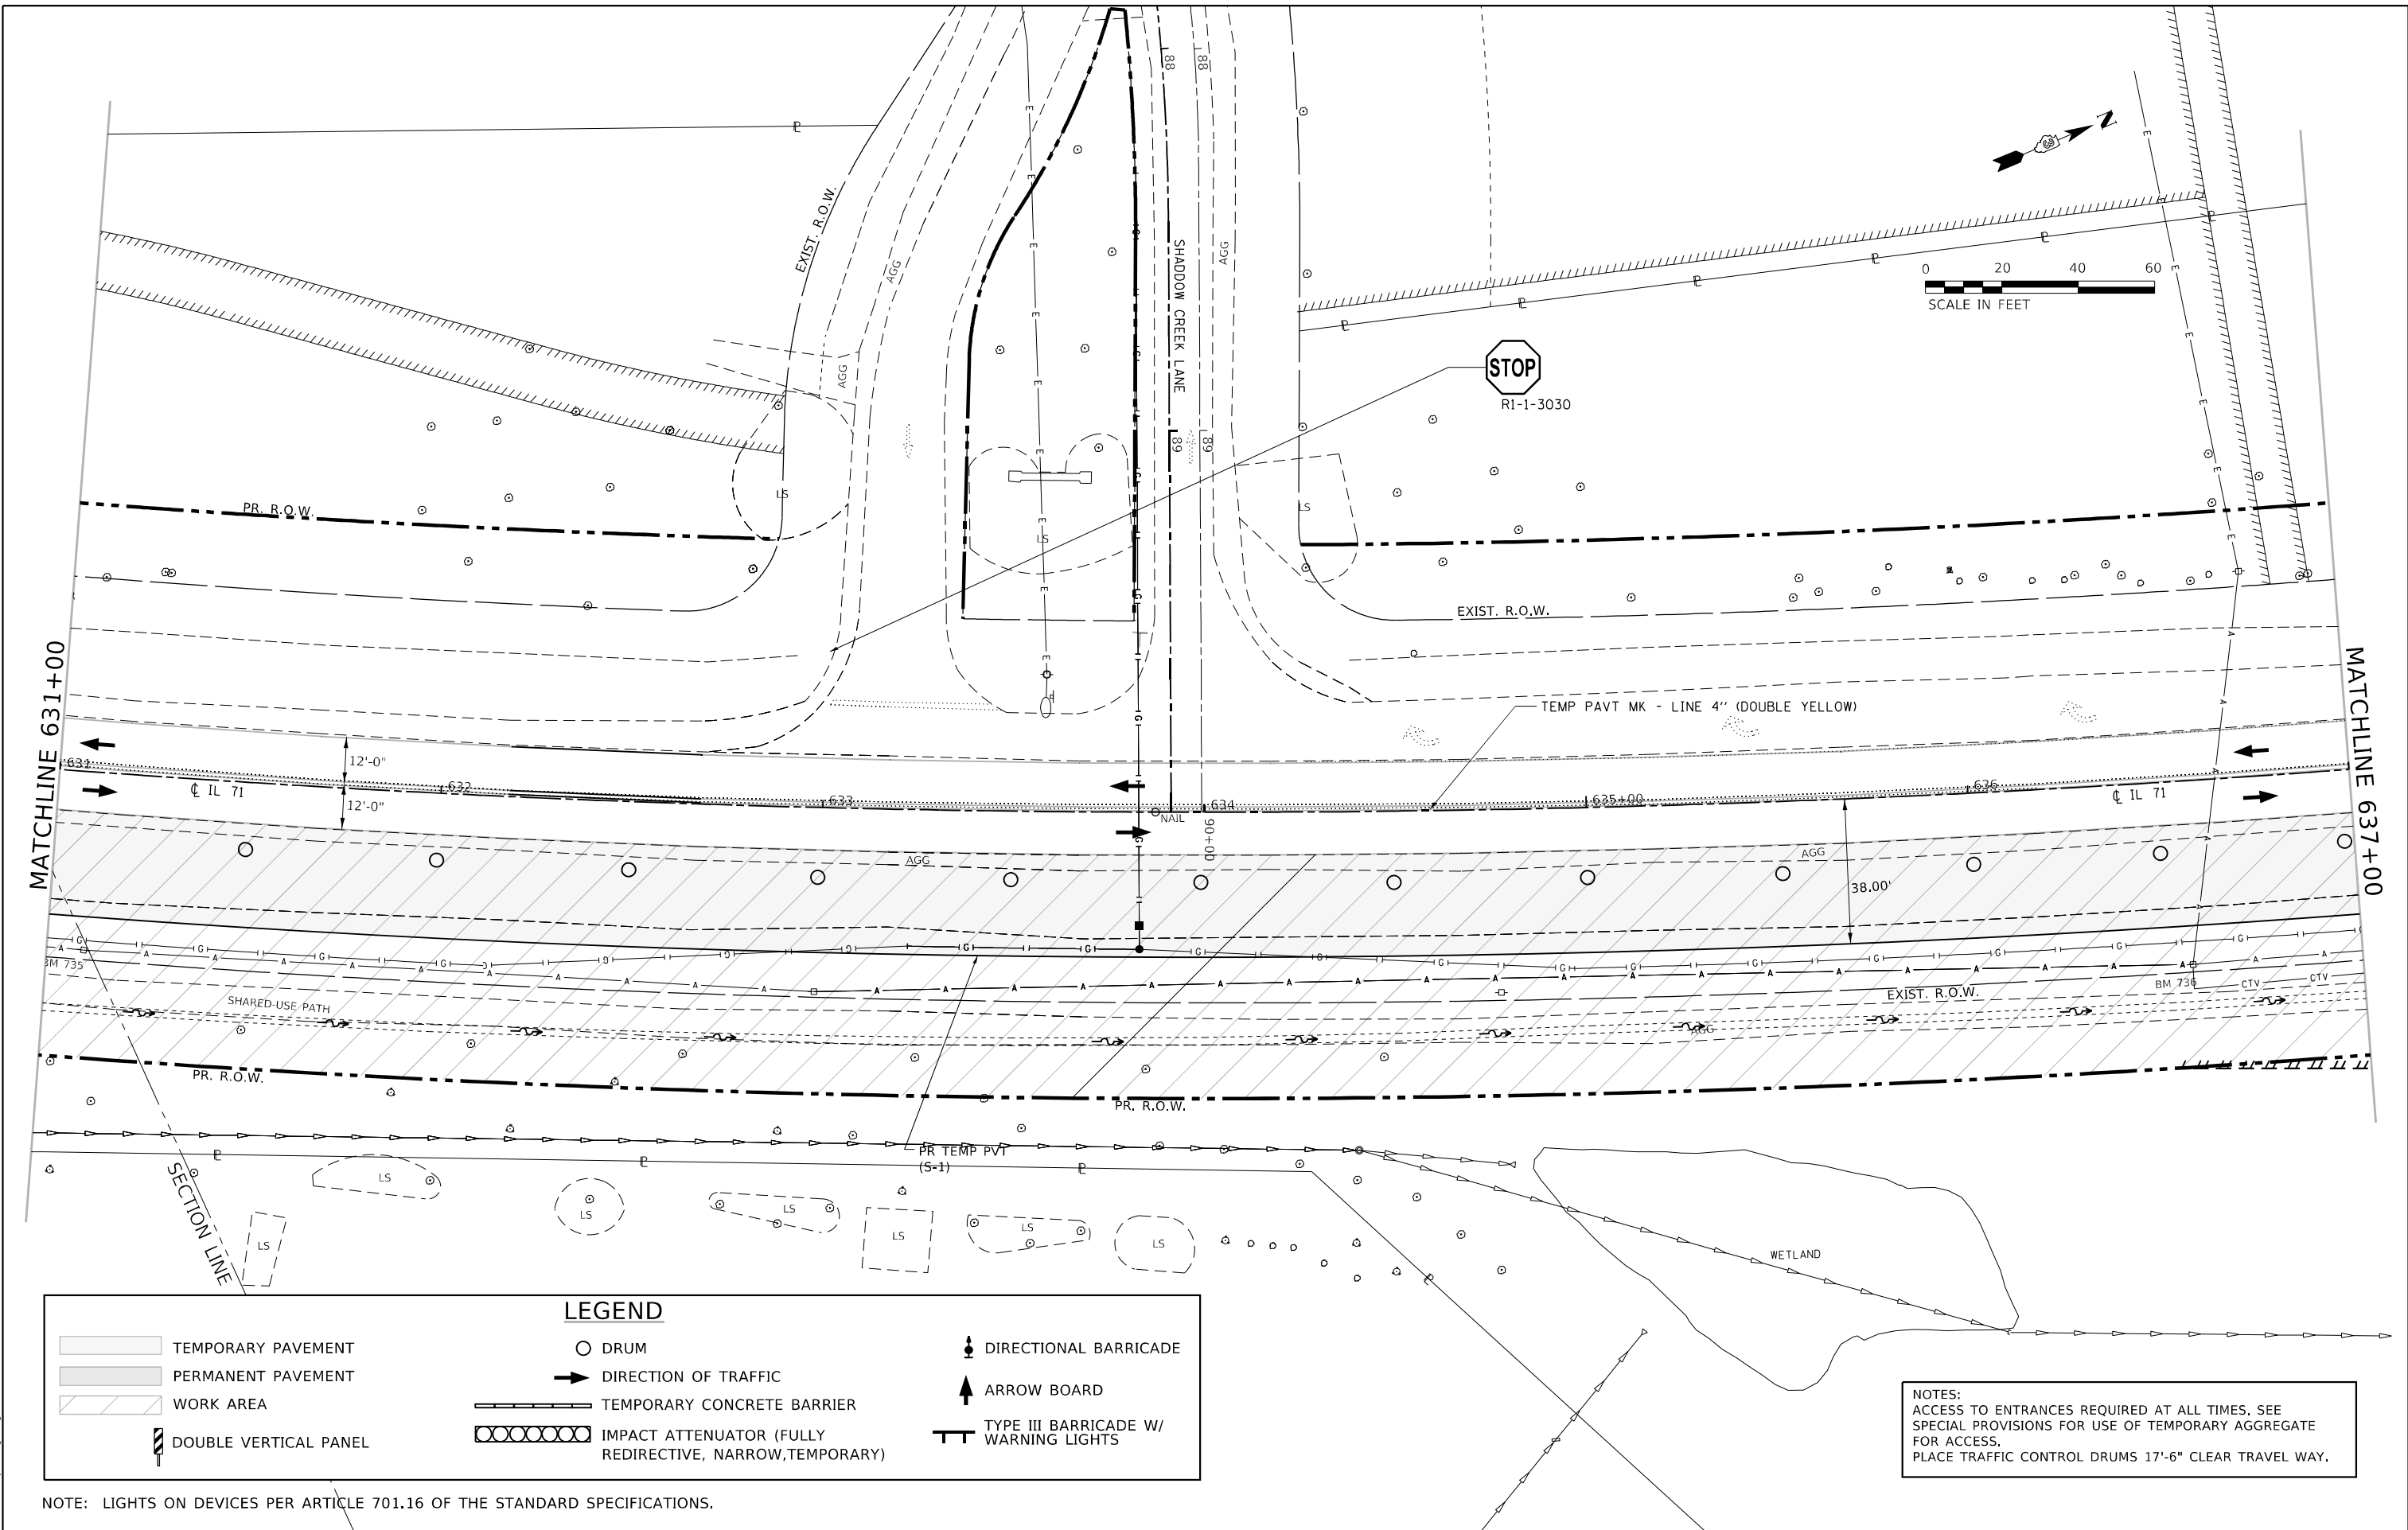 88
88
N
EXIST. R.O.W.
AGG
AGG
AGG
SHADDOW CREEK LANE
0 20 40 60
SCALE IN FEET
STOP
R1-1-3030
89
89
LS
LS
LS
PR. R.O.W.
EXIST. R.O.W.
MATCHLINE 631+00
MATCHLINE 637+00
TEMP PAVT MK - LINE 4'' (DOUBLE YELLOW)
12'-0"
12'-0"
631
632
633
634
635+00
636
℄ IL 71
℄ IL 71
NAIL
90+00
AGG
AGG
38.00'
BM 735
BM 736
CTV CTV
SHARED-USE PATH
EXIST. R.O.W.
AGG
PR. R.O.W.
PR. R.O.W.
PR TEMP PVT
(S-1)
SECTION LINE
LS
LS
LS
LS
LS
LS
LS
WETLAND
LEGEND
TEMPORARY PAVEMENT
PERMANENT PAVEMENT
WORK AREA
DOUBLE VERTICAL PANEL
DRUM
DIRECTION OF TRAFFIC
TEMPORARY CONCRETE BARRIER
IMPACT ATTENUATOR (FULLY
REDIRECTIVE, NARROW,TEMPORARY)
DIRECTIONAL BARRICADE
ARROW BOARD
TYPE III BARRICADE W/
WARNING LIGHTS
NOTES:
ACCESS TO ENTRANCES REQUIRED AT ALL TIMES, SEE
SPECIAL PROVISIONS FOR USE OF TEMPORARY AGGREGATE
FOR ACCESS.
PLACE TRAFFIC CONTROL DRUMS 17'-6" CLEAR TRAVEL WAY.
NOTE: LIGHTS ON DEVICES PER ARTICLE 701.16 OF THE STANDARD SPECIFICATIONS.